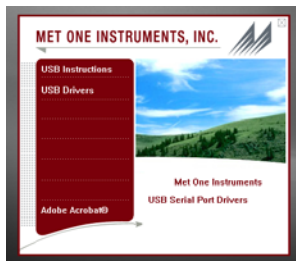 MET ONE INSTRUMENTS, INC.
USB Instructions
USB Drivers
Met One Instruments
USB Serial Port Drivers
Adobe Acrobat®